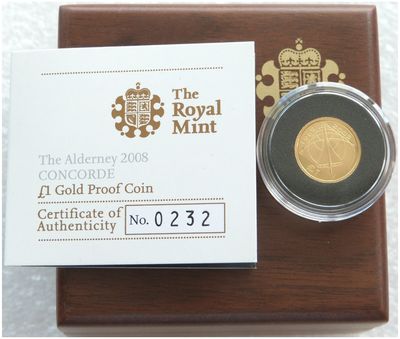 The
Royal
Mint
The Alderney 2008
CONCORDE
£1 Gold Proof Coin
Certificate of
Authenticity
No. 0232